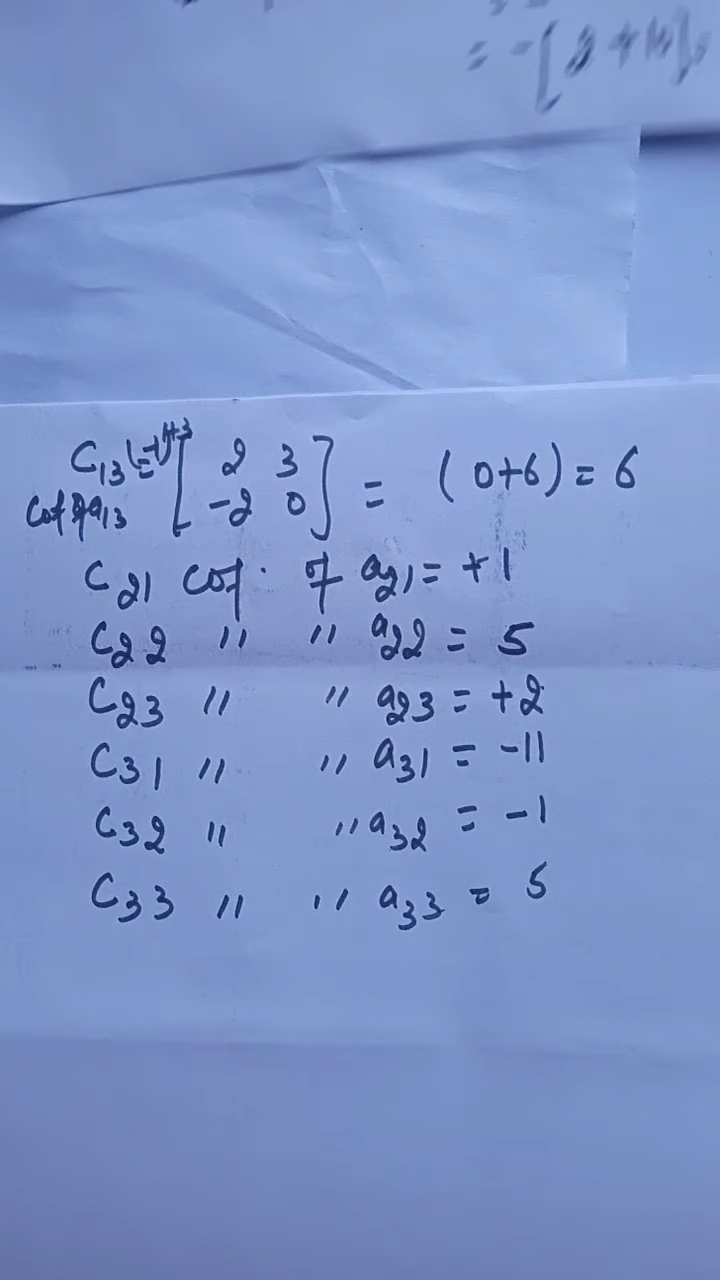 = -[2+10]
C13 = (-1)^1+3 [ 2 3 ] = (0+6) = 6
Cof of a13 [ -2 0 ]
C21 cof. of a21 = +1
C22 " " a22 = 5
C23 " " a23 = +2
C31 " " a31 = -11
C32 " " a32 = -1
C33 " " a33 = 5